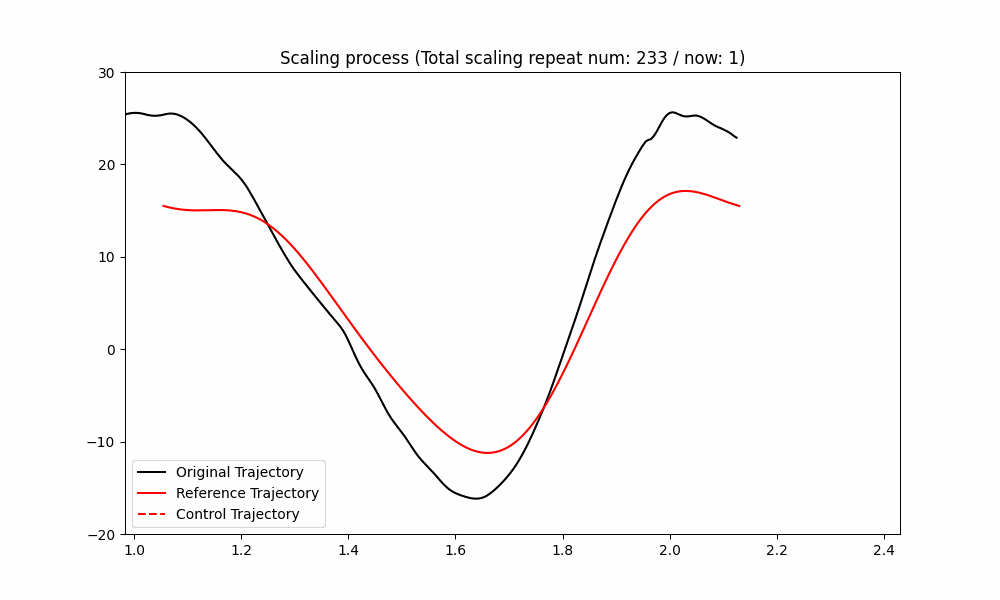 Scaling process (Total scaling repeat num: 233 / now: 1)
30
20
10
0
−10
−20
Original Trajectory
Reference Trajectory
Control Trajectory
1.0 1.2 1.4 1.6 1.8 2.0 2.2 2.4